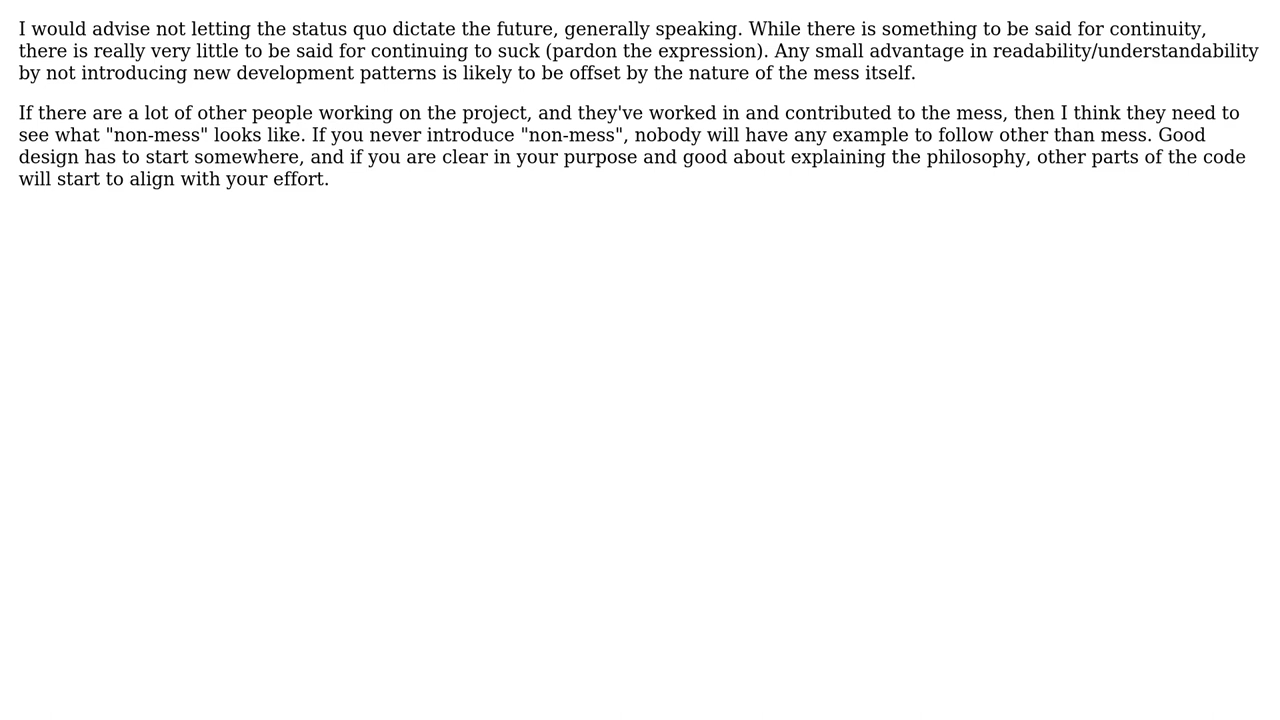 I would advise not letting the status quo dictate the future, generally speaking. While there is something to be said for continuity,
there is really very little to be said for continuing to suck (pardon the expression). Any small advantage in readability/understandability
by not introducing new development patterns is likely to be offset by the nature of the mess itself.
If there are a lot of other people working on the project, and they've worked in and contributed to the mess, then I think they need to
see what "non-mess" looks like. If you never introduce "non-mess", nobody will have any example to follow other than mess. Good
design has to start somewhere, and if you are clear in your purpose and good about explaining the philosophy, other parts of the code
will start to align with your effort.